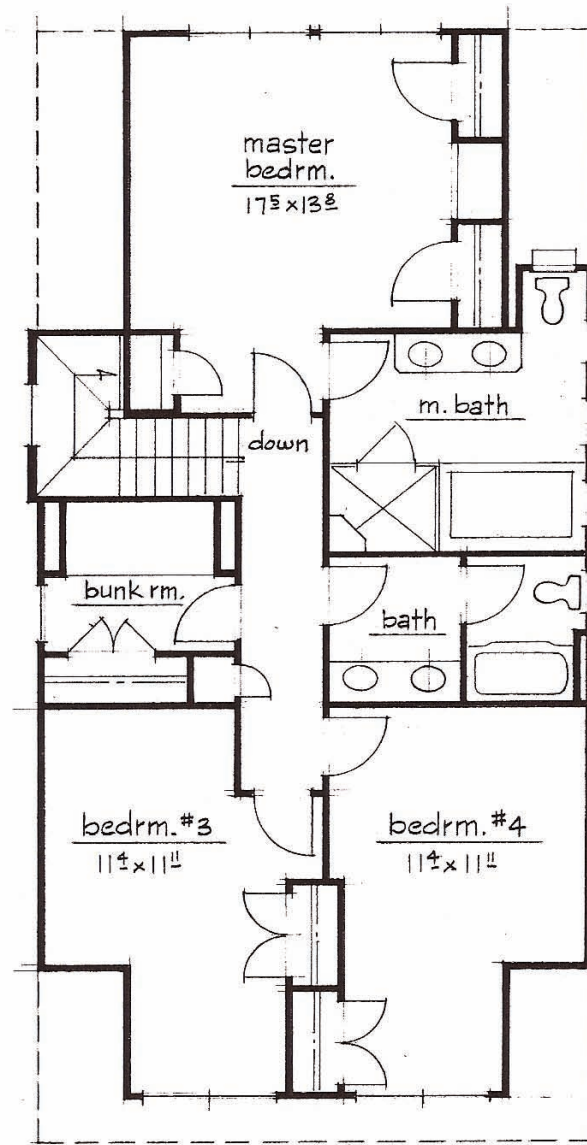 master
bedrm.
17⁵ x 13⁸
m. bath
down
bunk rm.
bath
bedrm. #3
11⁴ x 11¹¹
bedrm. #4
11⁴ x 11¹¹